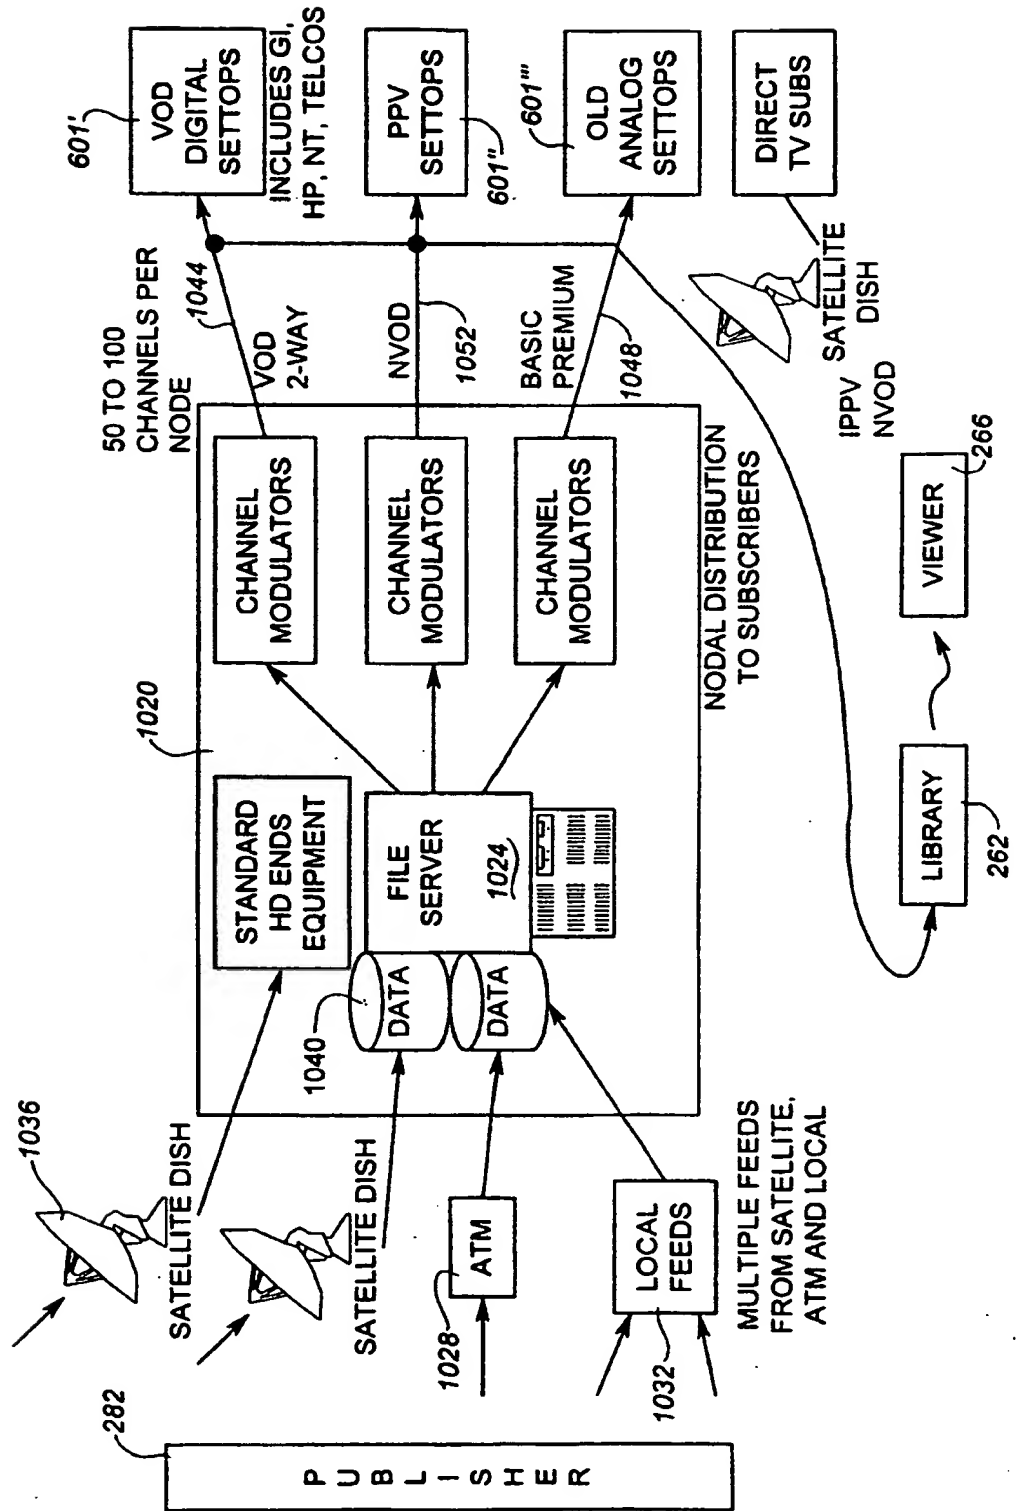 282
PUBLISHER
1036
SATELLITE DISH
SATELLITE DISH
1028
ATM
1032
LOCAL
FEEDS
MULTIPLE FEEDS
FROM SATELLITE,
ATM AND LOCAL
1020
STANDARD
HD ENDS
EQUIPMENT
1040
DATA
DATA
FILE
SERVER
1024
CHANNEL
MODULATORS
CHANNEL
MODULATORS
CHANNEL
MODULATORS
NODAL DISTRIBUTION
TO SUBSCRIBERS
50 TO 100
CHANNELS PER
NODE
1044
VOD
2-WAY
NVOD
1052
BASIC
PREMIUM
1048
601'
VOD
DIGITAL
SETTOPS
INCLUDES GI,
HP, NT, TELCOS
PPV
SETTOPS
601"
601'"
OLD
ANALOG
SETTOPS
DIRECT
TV SUBS
SATELLITE
DISH
IPPV
NVOD
LIBRARY
262
VIEWER
266